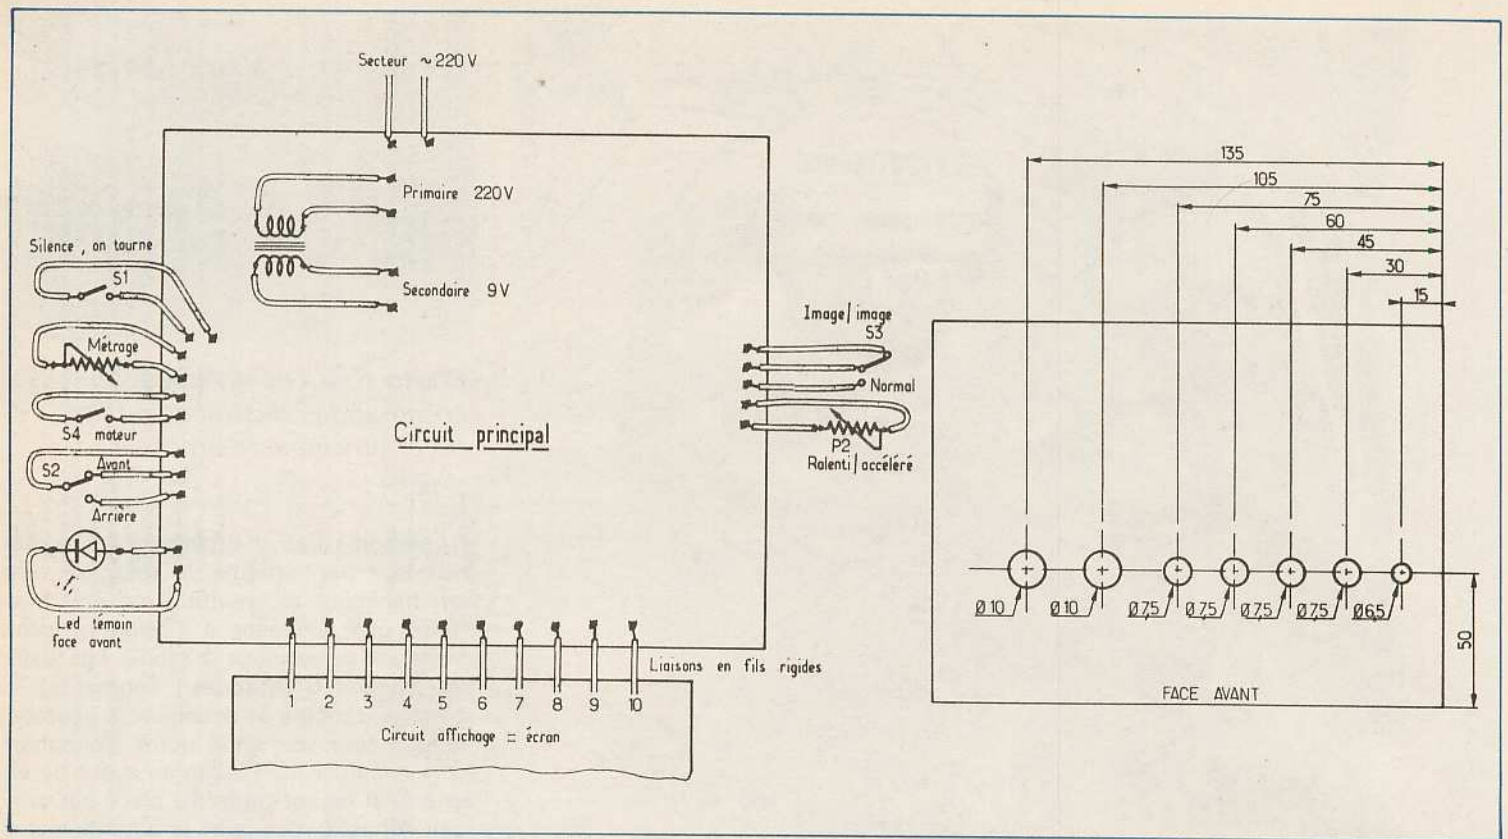 Secteur ~ 220 V
Primaire 220 V
Secondaire 9 V
Silence , on tourne
S1
Métrage
S4 moteur
S2
Avant
Arrière
Led témoin
face avant
Circuit principal
Image/image
S3
Normal
P2
Ralenti/accéléré
Liaisons en fils rigides
1 2 3 4 5 6 7 8 9 10
Circuit affichage = écran
135
105
75
60
45
30
15
Ø10 Ø10 Ø7,5 Ø7,5 Ø7,5 Ø7,5 Ø6,5
50
FACE AVANT